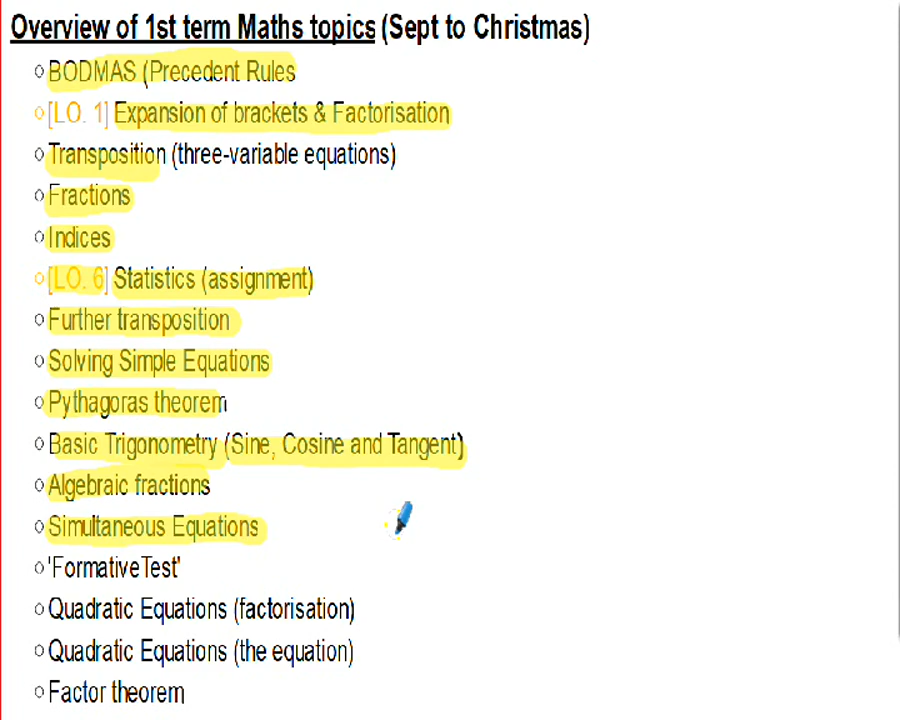 Overview of 1st term Maths topics (Sept to Christmas)
BODMAS (Precedent Rules
[LO. 1] Expansion of brackets & Factorisation
Transposition (three-variable equations)
Fractions
Indices
[LO. 6] Statistics (assignment)
Further transposition
Solving Simple Equations
Pythagoras theorem
Basic Trigonometry (Sine, Cosine and Tangent)
Algebraic fractions
Simultaneous Equations
'Formative Test'
Quadratic Equations (factorisation)
Quadratic Equations (the equation)
Factor theorem